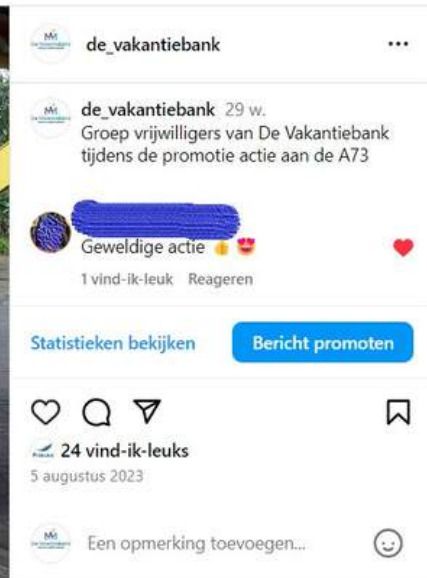 de_vakantiebank
de_vakantiebank 29 w.
Groep vrijwilligers van De Vakantiebank
tijdens de promotie actie aan de A73
Geweldige actie 👍 😍
1 vind-ik-leuk Reageren
Statistieken bekijken Bericht promoten
24 vind-ik-leuks
5 augustus 2023
Een opmerking toevoegen...